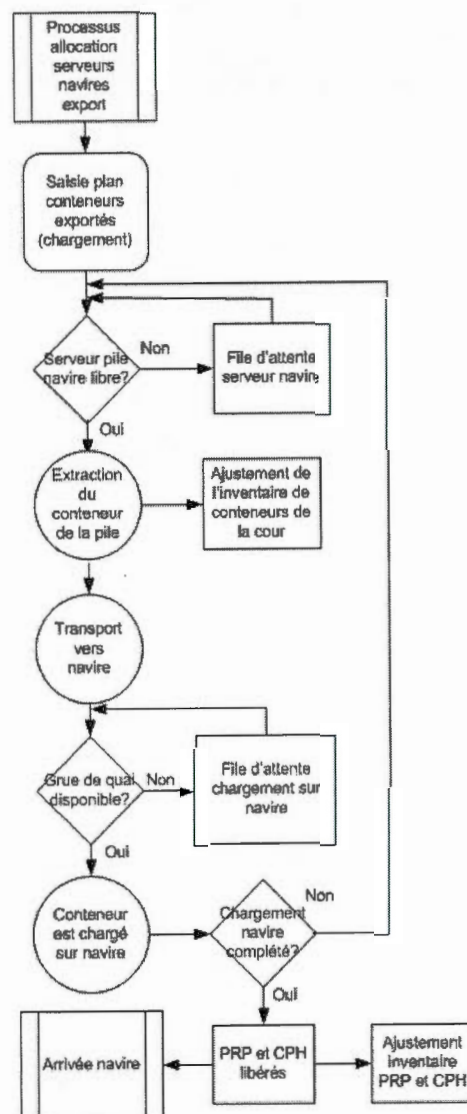 Processus
allocation
serveurs
navires
export
Saisie plan
conteneurs
exportés
(chargement)
Serveur pile
navire libre?
Non
File d'attente
serveur navire
Oui
Extraction
du
conteneur
de la pile
Ajustement de
l'inventaire de
conteneurs de
la cour
Transport
vers
navire
Grue de quai
disponible?
Non
File d'attente
chargement sur
navire
Oui
Conteneur
est chargé
sur navire
Chargement
navire
complété?
Non
Oui
Arrivée navire
PRP et CPH
libérés
Ajustement
inventaire
PRP et CPH